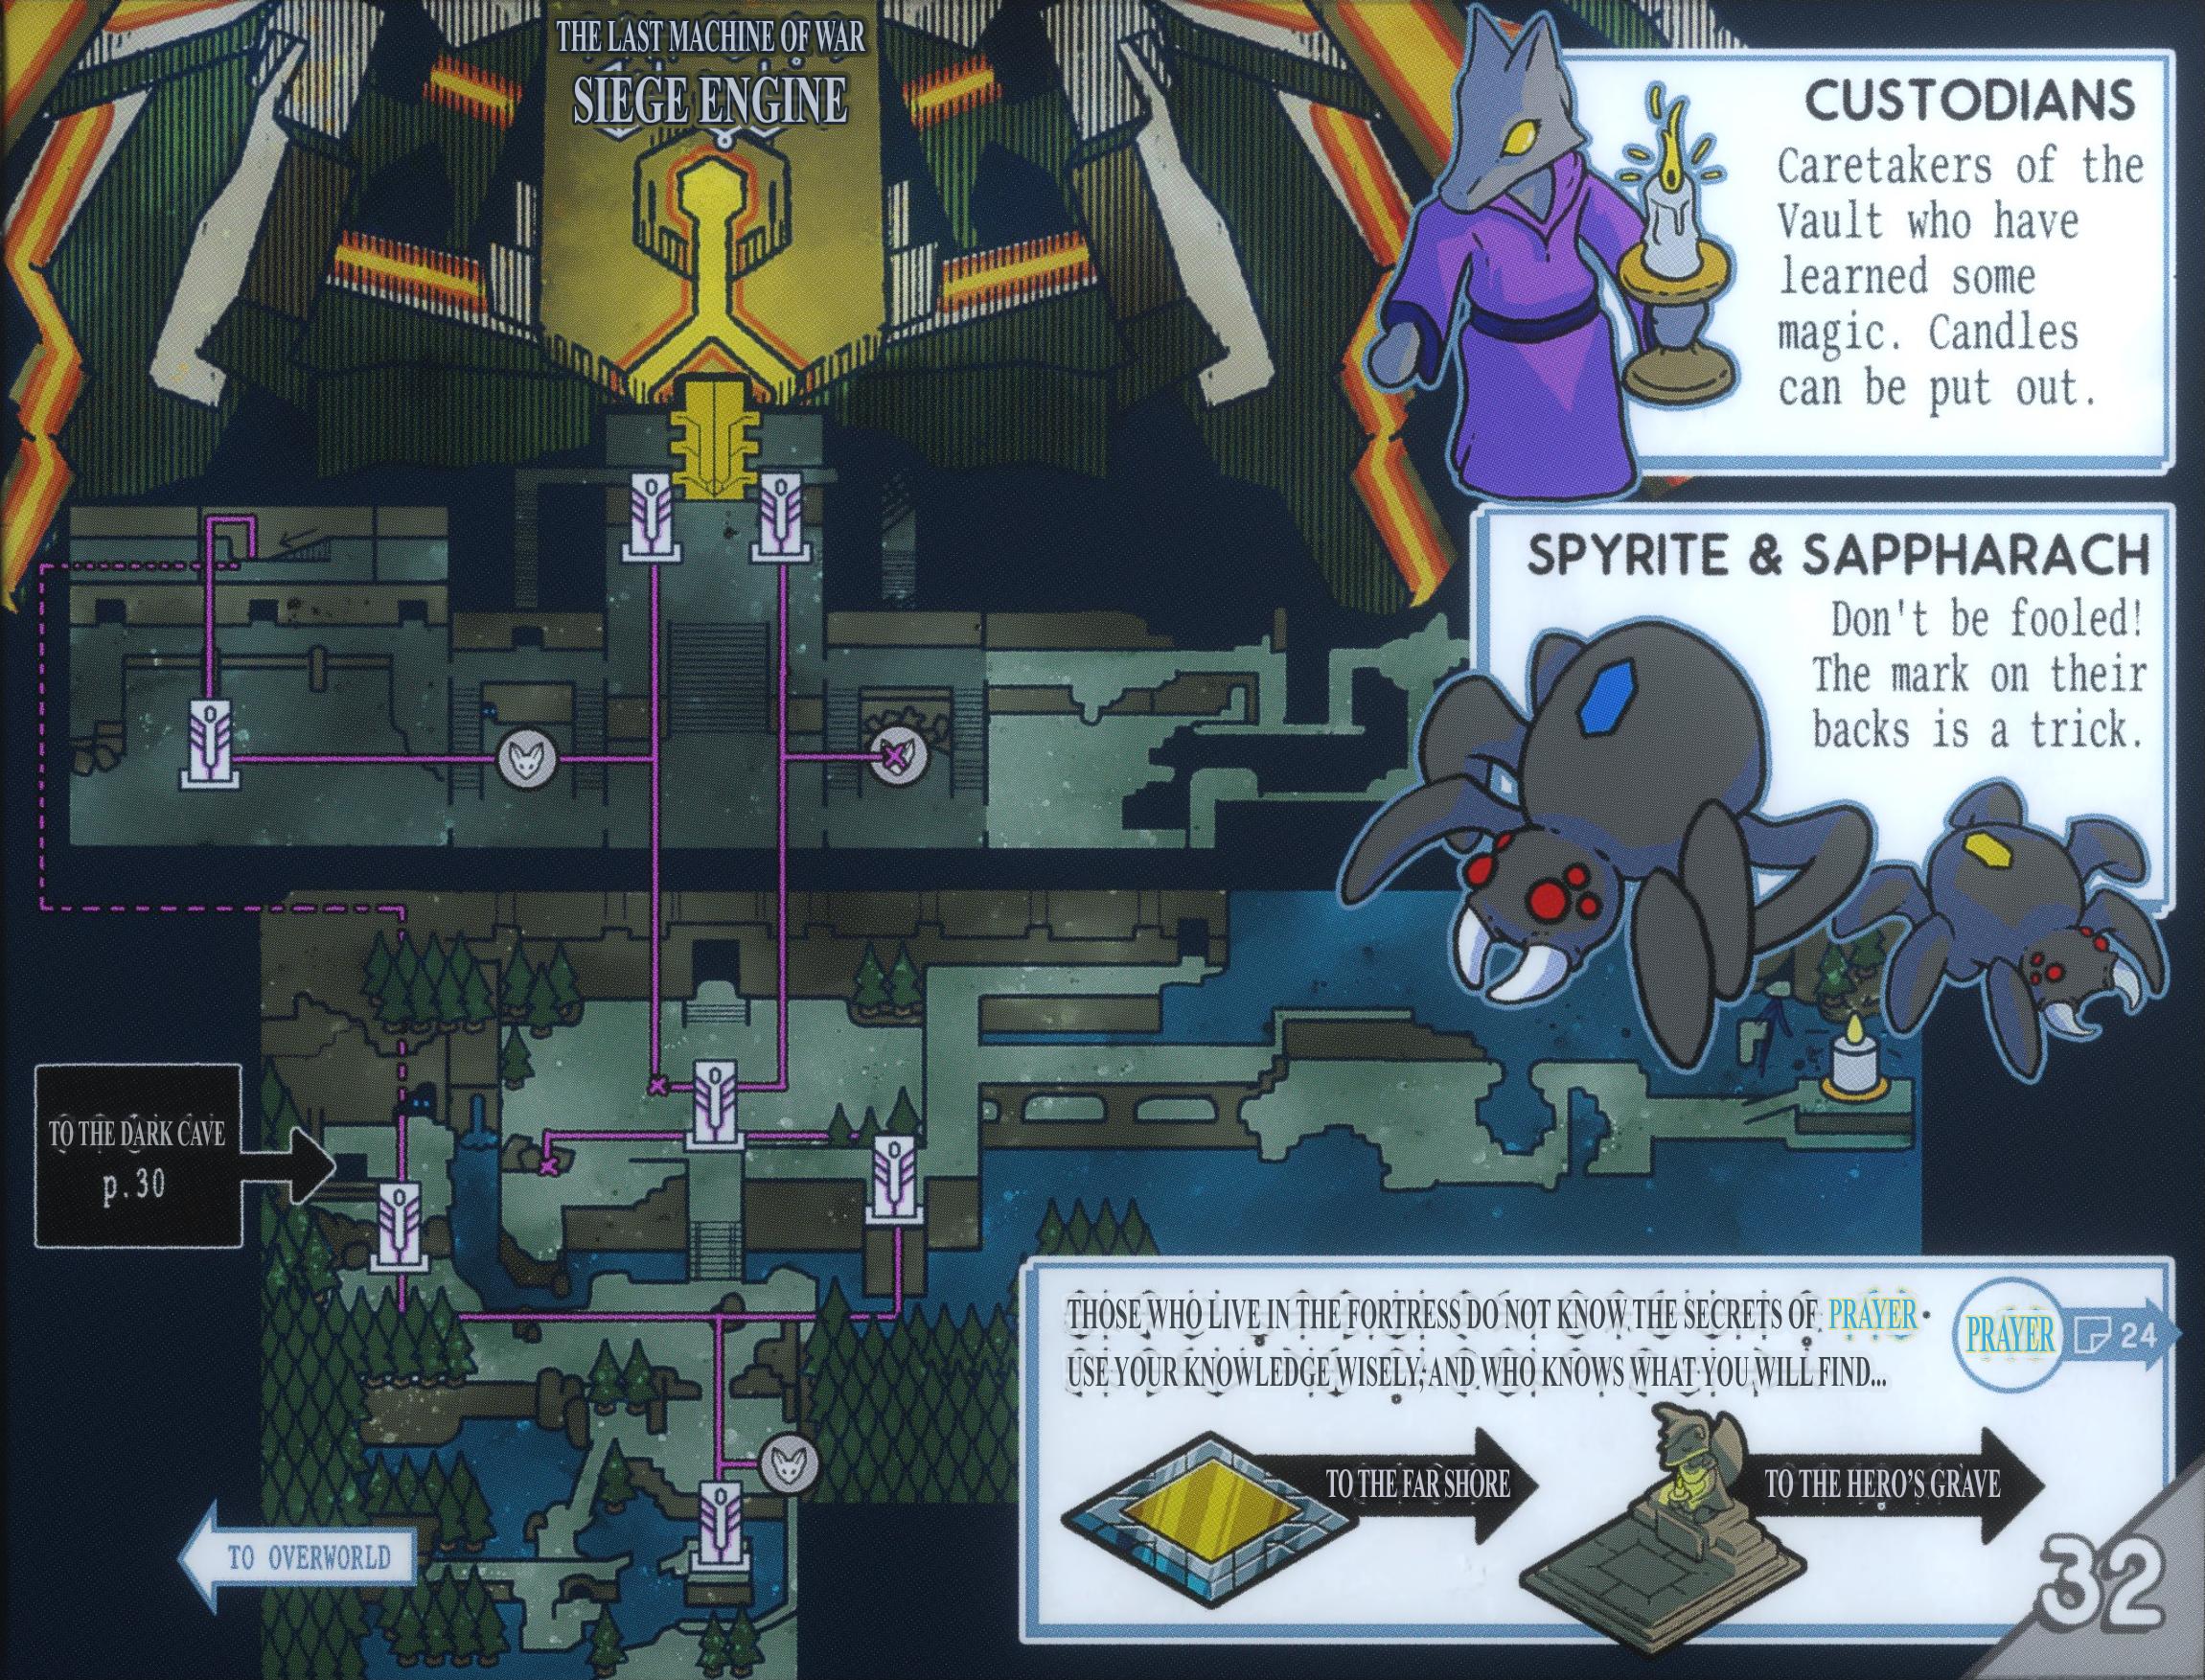 THE LAST MACHINE OF WAR
SIEGE ENGINE
CUSTODIANS
Caretakers of the
Vault who have
learned some
magic. Candles
can be put out.
SPYRITE & SAPPHARACH
Don't be fooled!
The mark on their
backs is a trick.
TO THE DARK CAVE
p.30
THOSE WHO LIVE IN THE FORTRESS DO NOT KNOW THE SECRETS OF PRAYER.
USE YOUR KNOWLEDGE WISELY, AND WHO KNOWS WHAT YOU WILL FIND...
PRAYER 24
TO THE FAR SHORE
TO THE HERO'S GRAVE
TO OVERWORLD
32